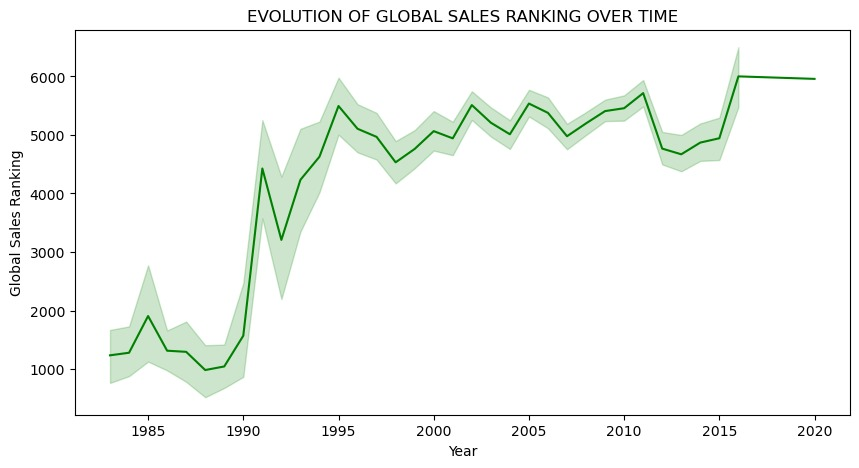 EVOLUTION OF GLOBAL SALES RANKING OVER TIME
Global Sales Ranking
6000
5000
4000
3000
2000
1000
1985 1990 1995 2000 2005 2010 2015 2020
Year